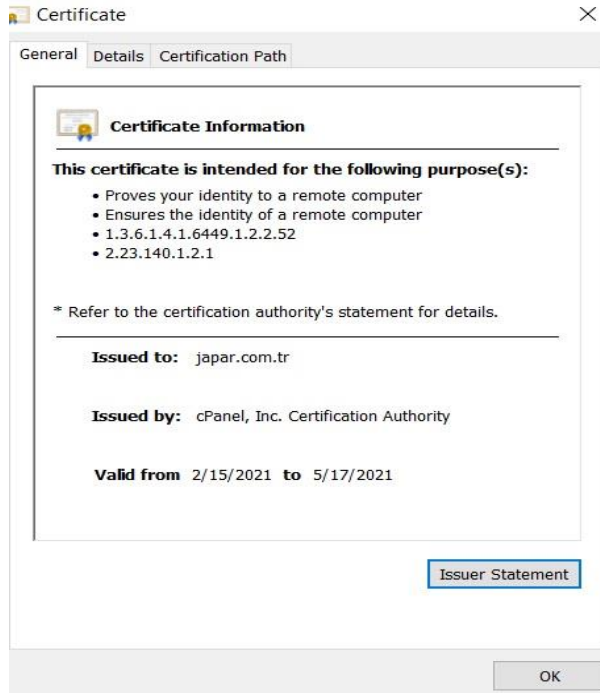 Certificate
General Details Certification Path
Certificate Information
This certificate is intended for the following purpose(s):
• Proves your identity to a remote computer
• Ensures the identity of a remote computer
• 1.3.6.1.4.1.6449.1.2.2.52
• 2.23.140.1.2.1
* Refer to the certification authority's statement for details.
Issued to: japar.com.tr
Issued by: cPanel, Inc. Certification Authority
Valid from 2/15/2021 to 5/17/2021
Issuer Statement
OK